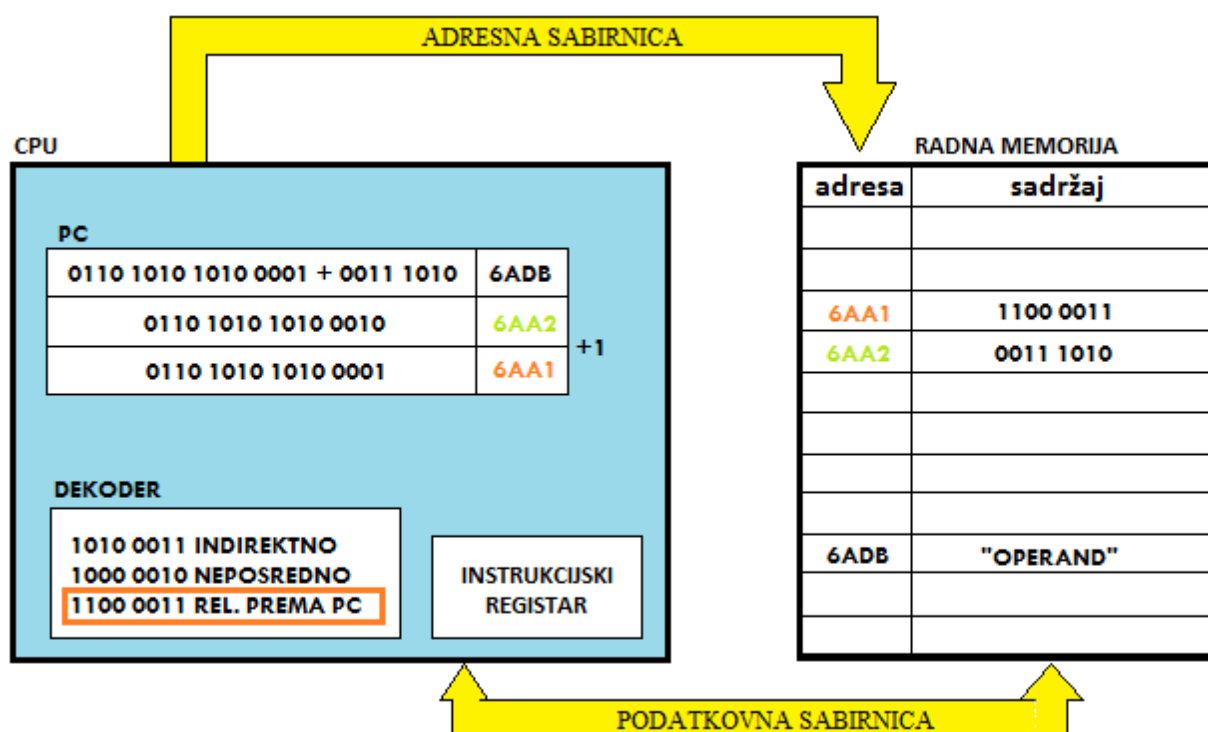 ADRESNA SABIRNICA
CPU
PC
0110 1010 1010 0001 + 0011 1010 6ADB
0110 1010 1010 0010 6AA2
+1
0110 1010 1010 0001 6AA1
DEKODER
1010 0011 INDIREKTNO
1000 0010 NEPOSREDNO
1100 0011 REL. PREMA PC
INSTRUKCIJSKI
REGISTAR
RADNA MEMORIJA
adresa sadržaj
6AA1 1100 0011
6AA2 0011 1010
6ADB "OPERAND"
PODATKOVNA SABIRNICA